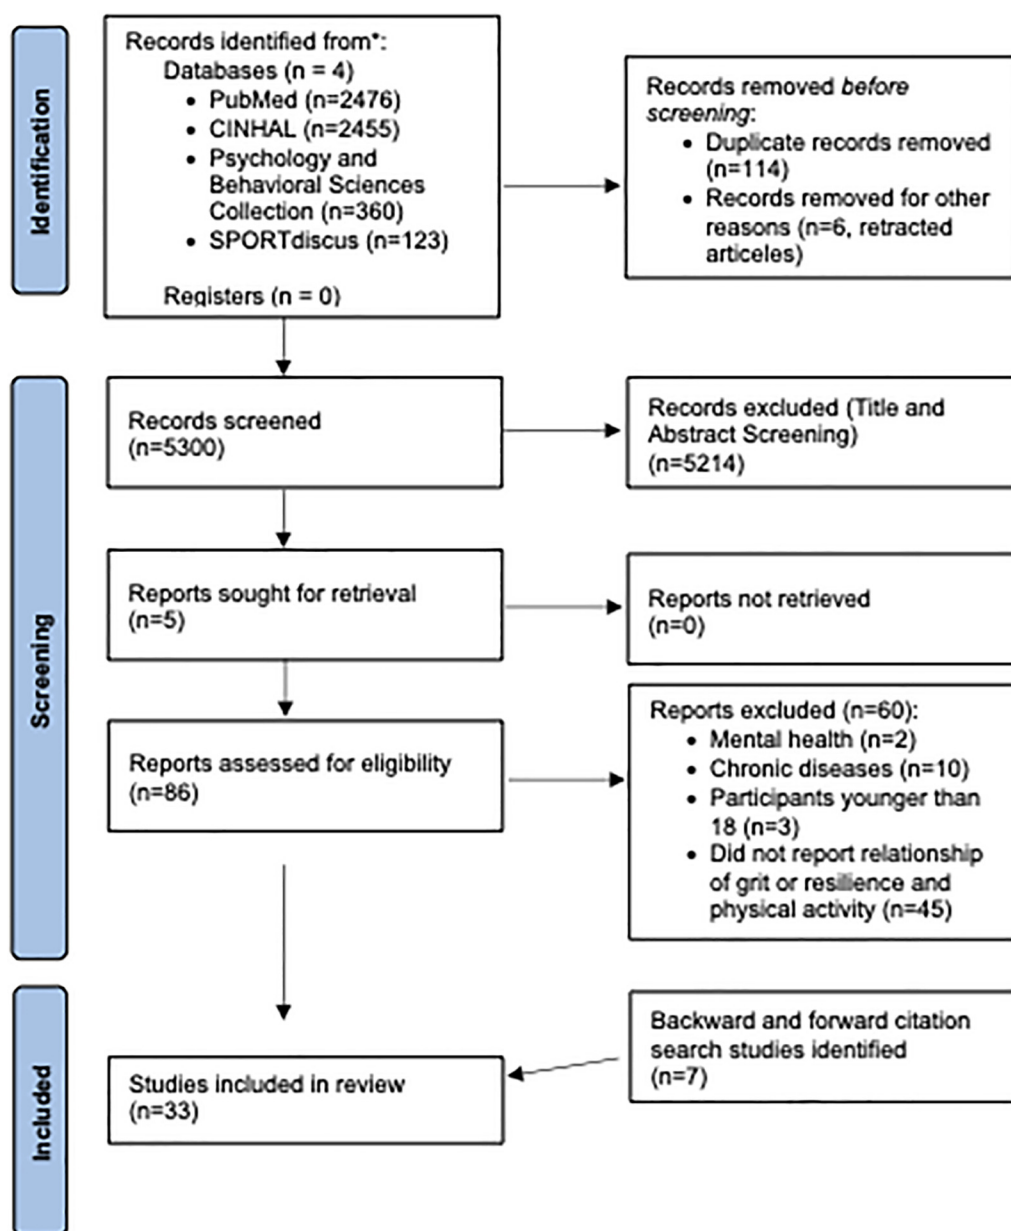 Identification
Records identified from*:
Databases (n = 4)
• PubMed (n=2476)
• CINHAL (n=2455)
• Psychology and
Behavioral Sciences
Collection (n=360)
• SPORTdiscus (n=123)
Registers (n = 0)
Records removed before
screening:
• Duplicate records removed
(n=114)
• Records removed for other
reasons (n=6, retracted
articeles)
Screening
Records screened
(n=5300)
Records excluded (Title and
Abstract Screening)
(n=5214)
Reports sought for retrieval
(n=5)
Reports not retrieved
(n=0)
Reports assessed for eligibility
(n=86)
Reports excluded (n=60):
• Mental health (n=2)
• Chronic diseases (n=10)
• Participants younger than
18 (n=3)
• Did not report relationship
of grit or resilience and
physical activity (n=45)
Included
Studies included in review
(n=33)
Backward and forward citation
search studies identified
(n=7)